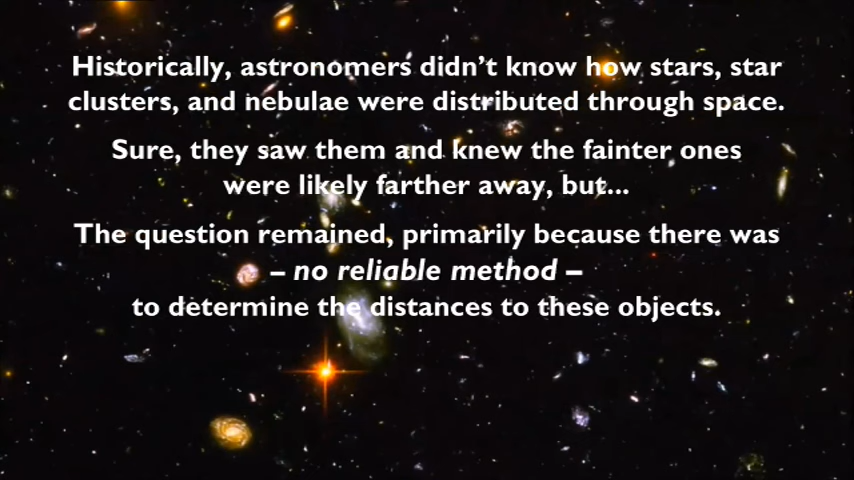 Historically, astronomers didn't know how stars, star
clusters, and nebulae were distributed through space.
Sure, they saw them and knew the fainter ones
were likely farther away, but...
The question remained, primarily because there was
– no reliable method –
to determine the distances to these objects.